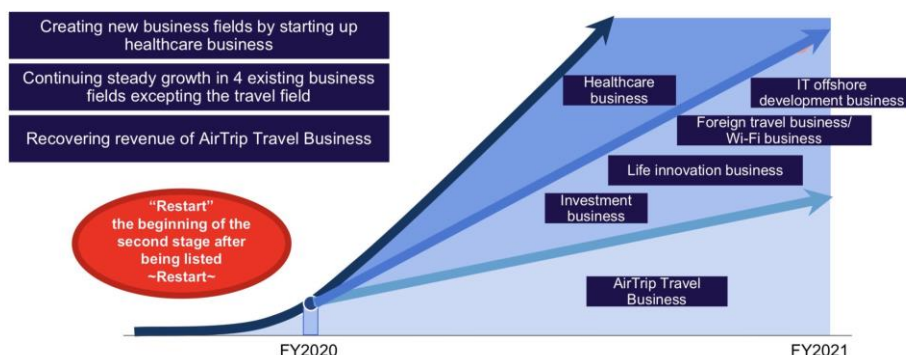 Creating new business fields by starting up
healthcare business
Continuing steady growth in 4 existing business
fields excepting the travel field
Recovering revenue of AirTrip Travel Business
“Restart”
the beginning of the
second stage after
being listed
~Restart~
Healthcare
business
IT offshore
development business
Foreign travel business/
Wi-Fi business
Life innovation business
Investment
business
AirTrip Travel
Business
FY2020
FY2021